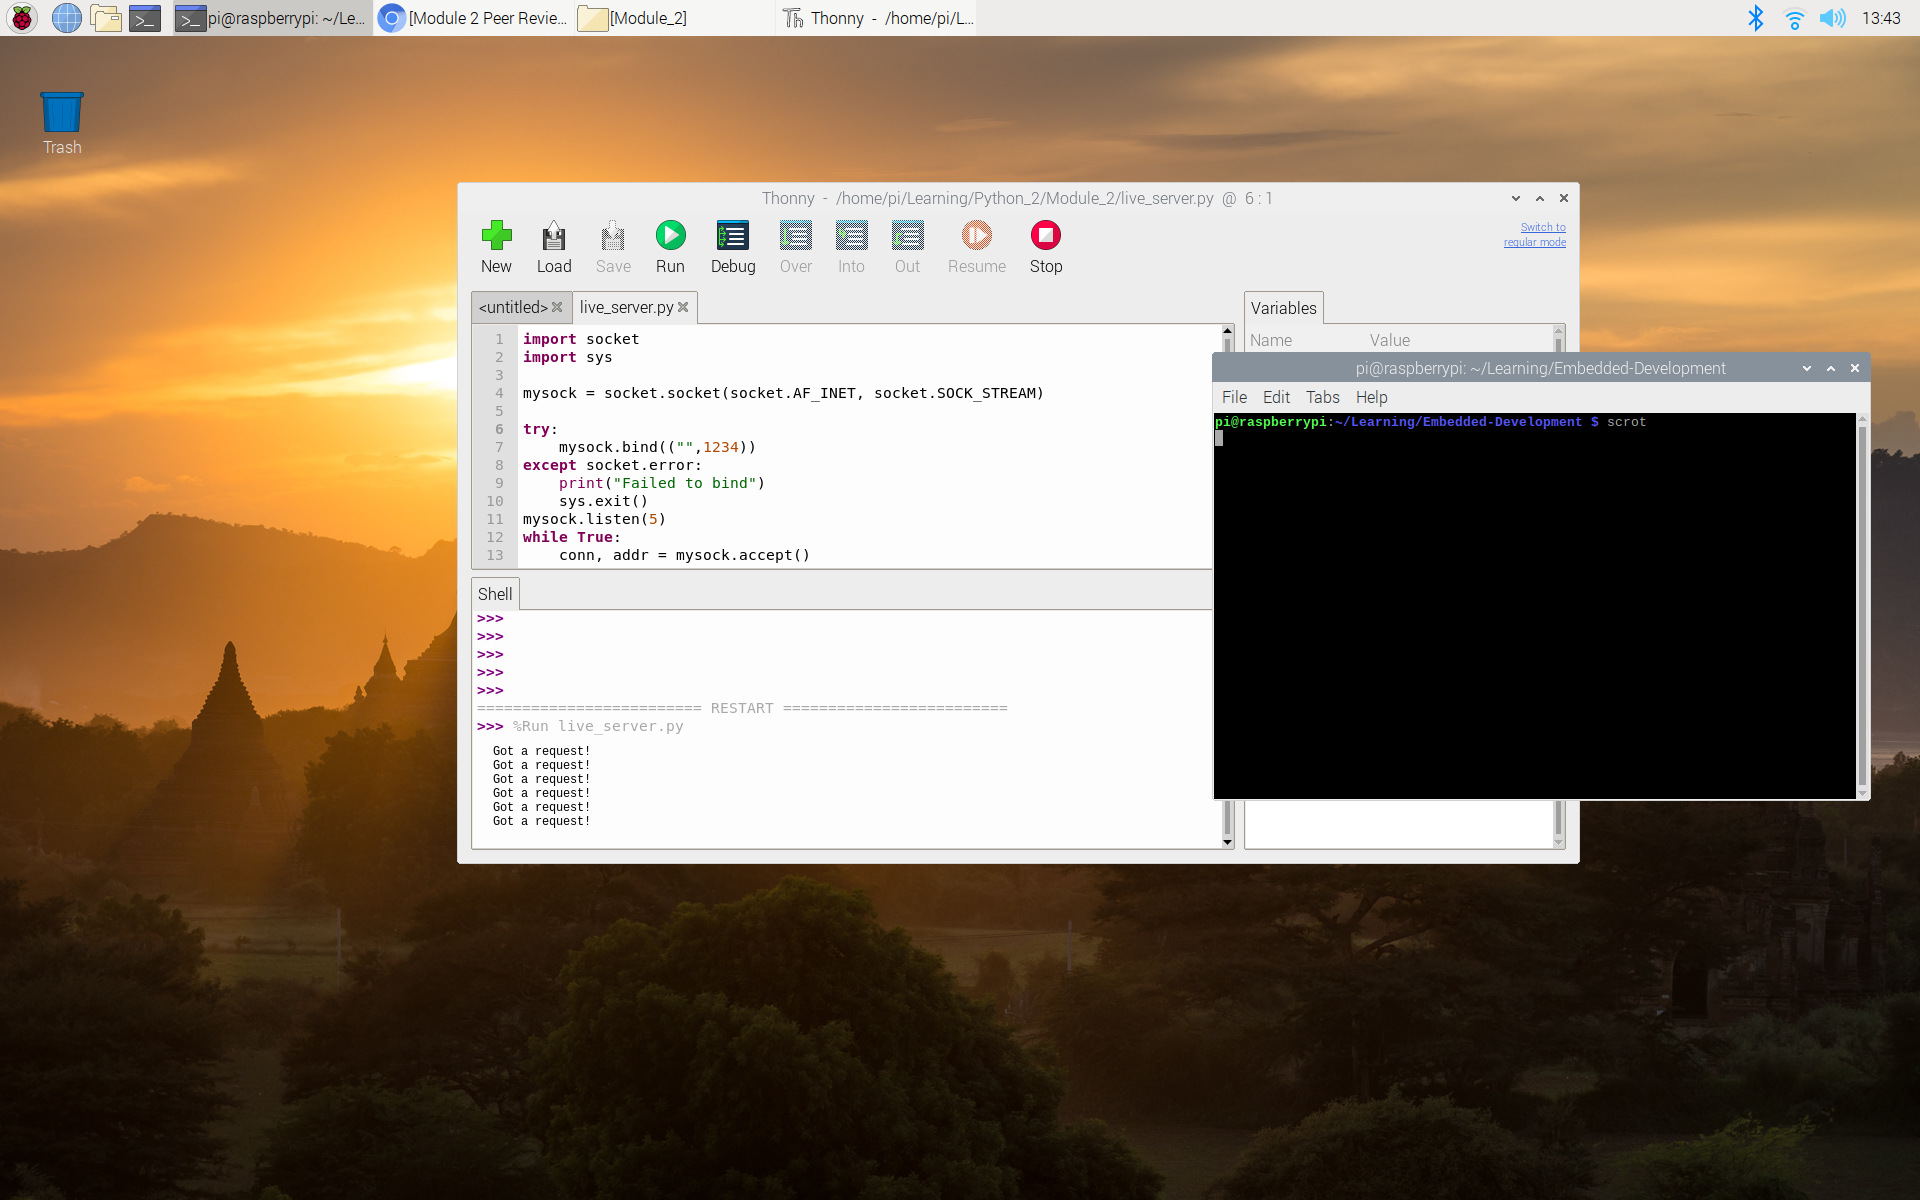 pi@raspberrypi: ~/Le...
[Module 2 Peer Revie...
[Module_2]
Thonny - /home/pi/L...
13:43
Trash
Thonny - /home/pi/Learning/Python_2/Module_2/live_server.py @ 6 : 1
New
Load
Save
Run
Debug
Over
Into
Out
Resume
Stop
Switch to
regular mode
<untitled>
live_server.py
1 import socket
2 import sys
3
4 mysock = socket.socket(socket.AF_INET, socket.SOCK_STREAM)
5
6 try:
7     mysock.bind(("",1234))
8 except socket.error:
9     print("Failed to bind")
10     sys.exit()
11 mysock.listen(5)
12 while True:
13     conn, addr = mysock.accept()
Variables
Name Value
pi@raspberrypi: ~/Learning/Embedded-Development
File Edit Tabs Help
pi@raspberrypi:~/Learning/Embedded-Development $ scrot
Shell
>>>
>>>
>>>
>>>
>>>
========================= RESTART =========================
>>> %Run live_server.py
Got a request!
Got a request!
Got a request!
Got a request!
Got a request!
Got a request!